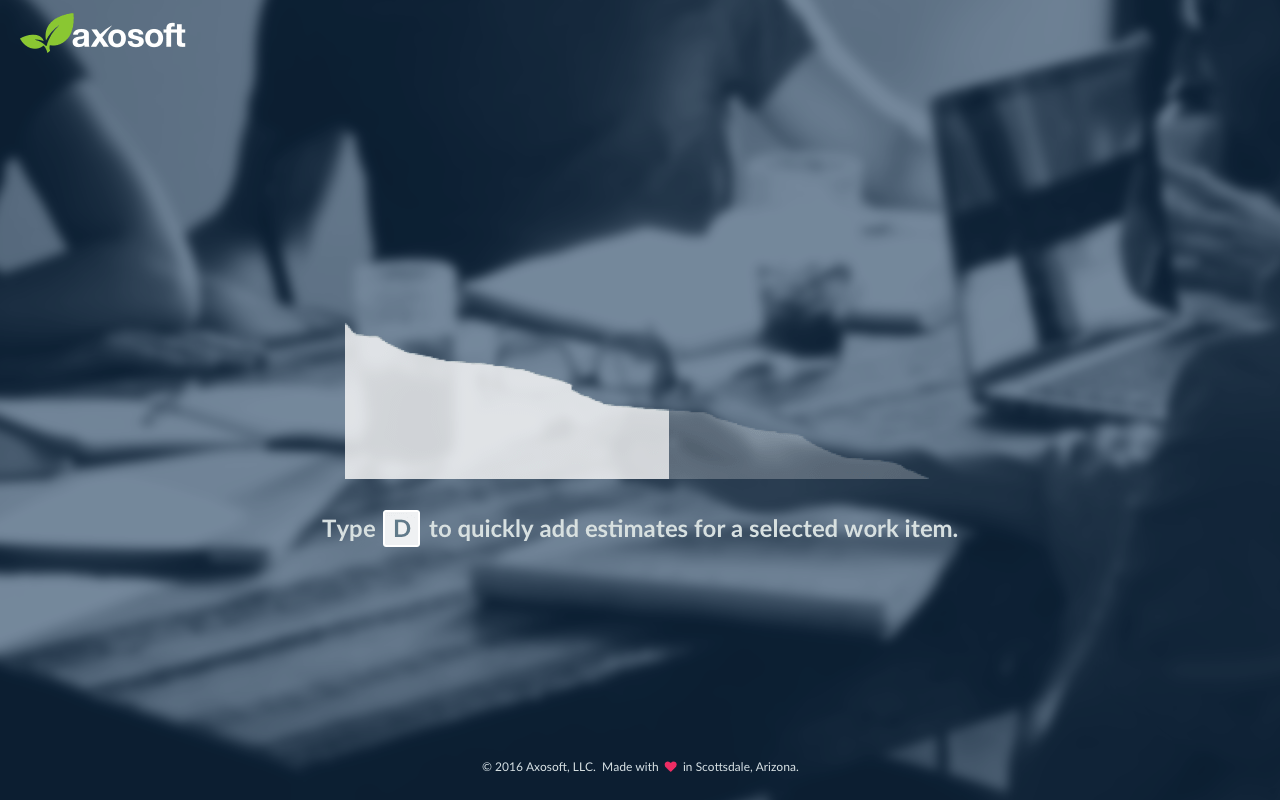 axosoft
Type D to quickly add estimates for a selected work item.
© 2016 Axosoft, LLC. Made with ♥ in Scottsdale, Arizona.